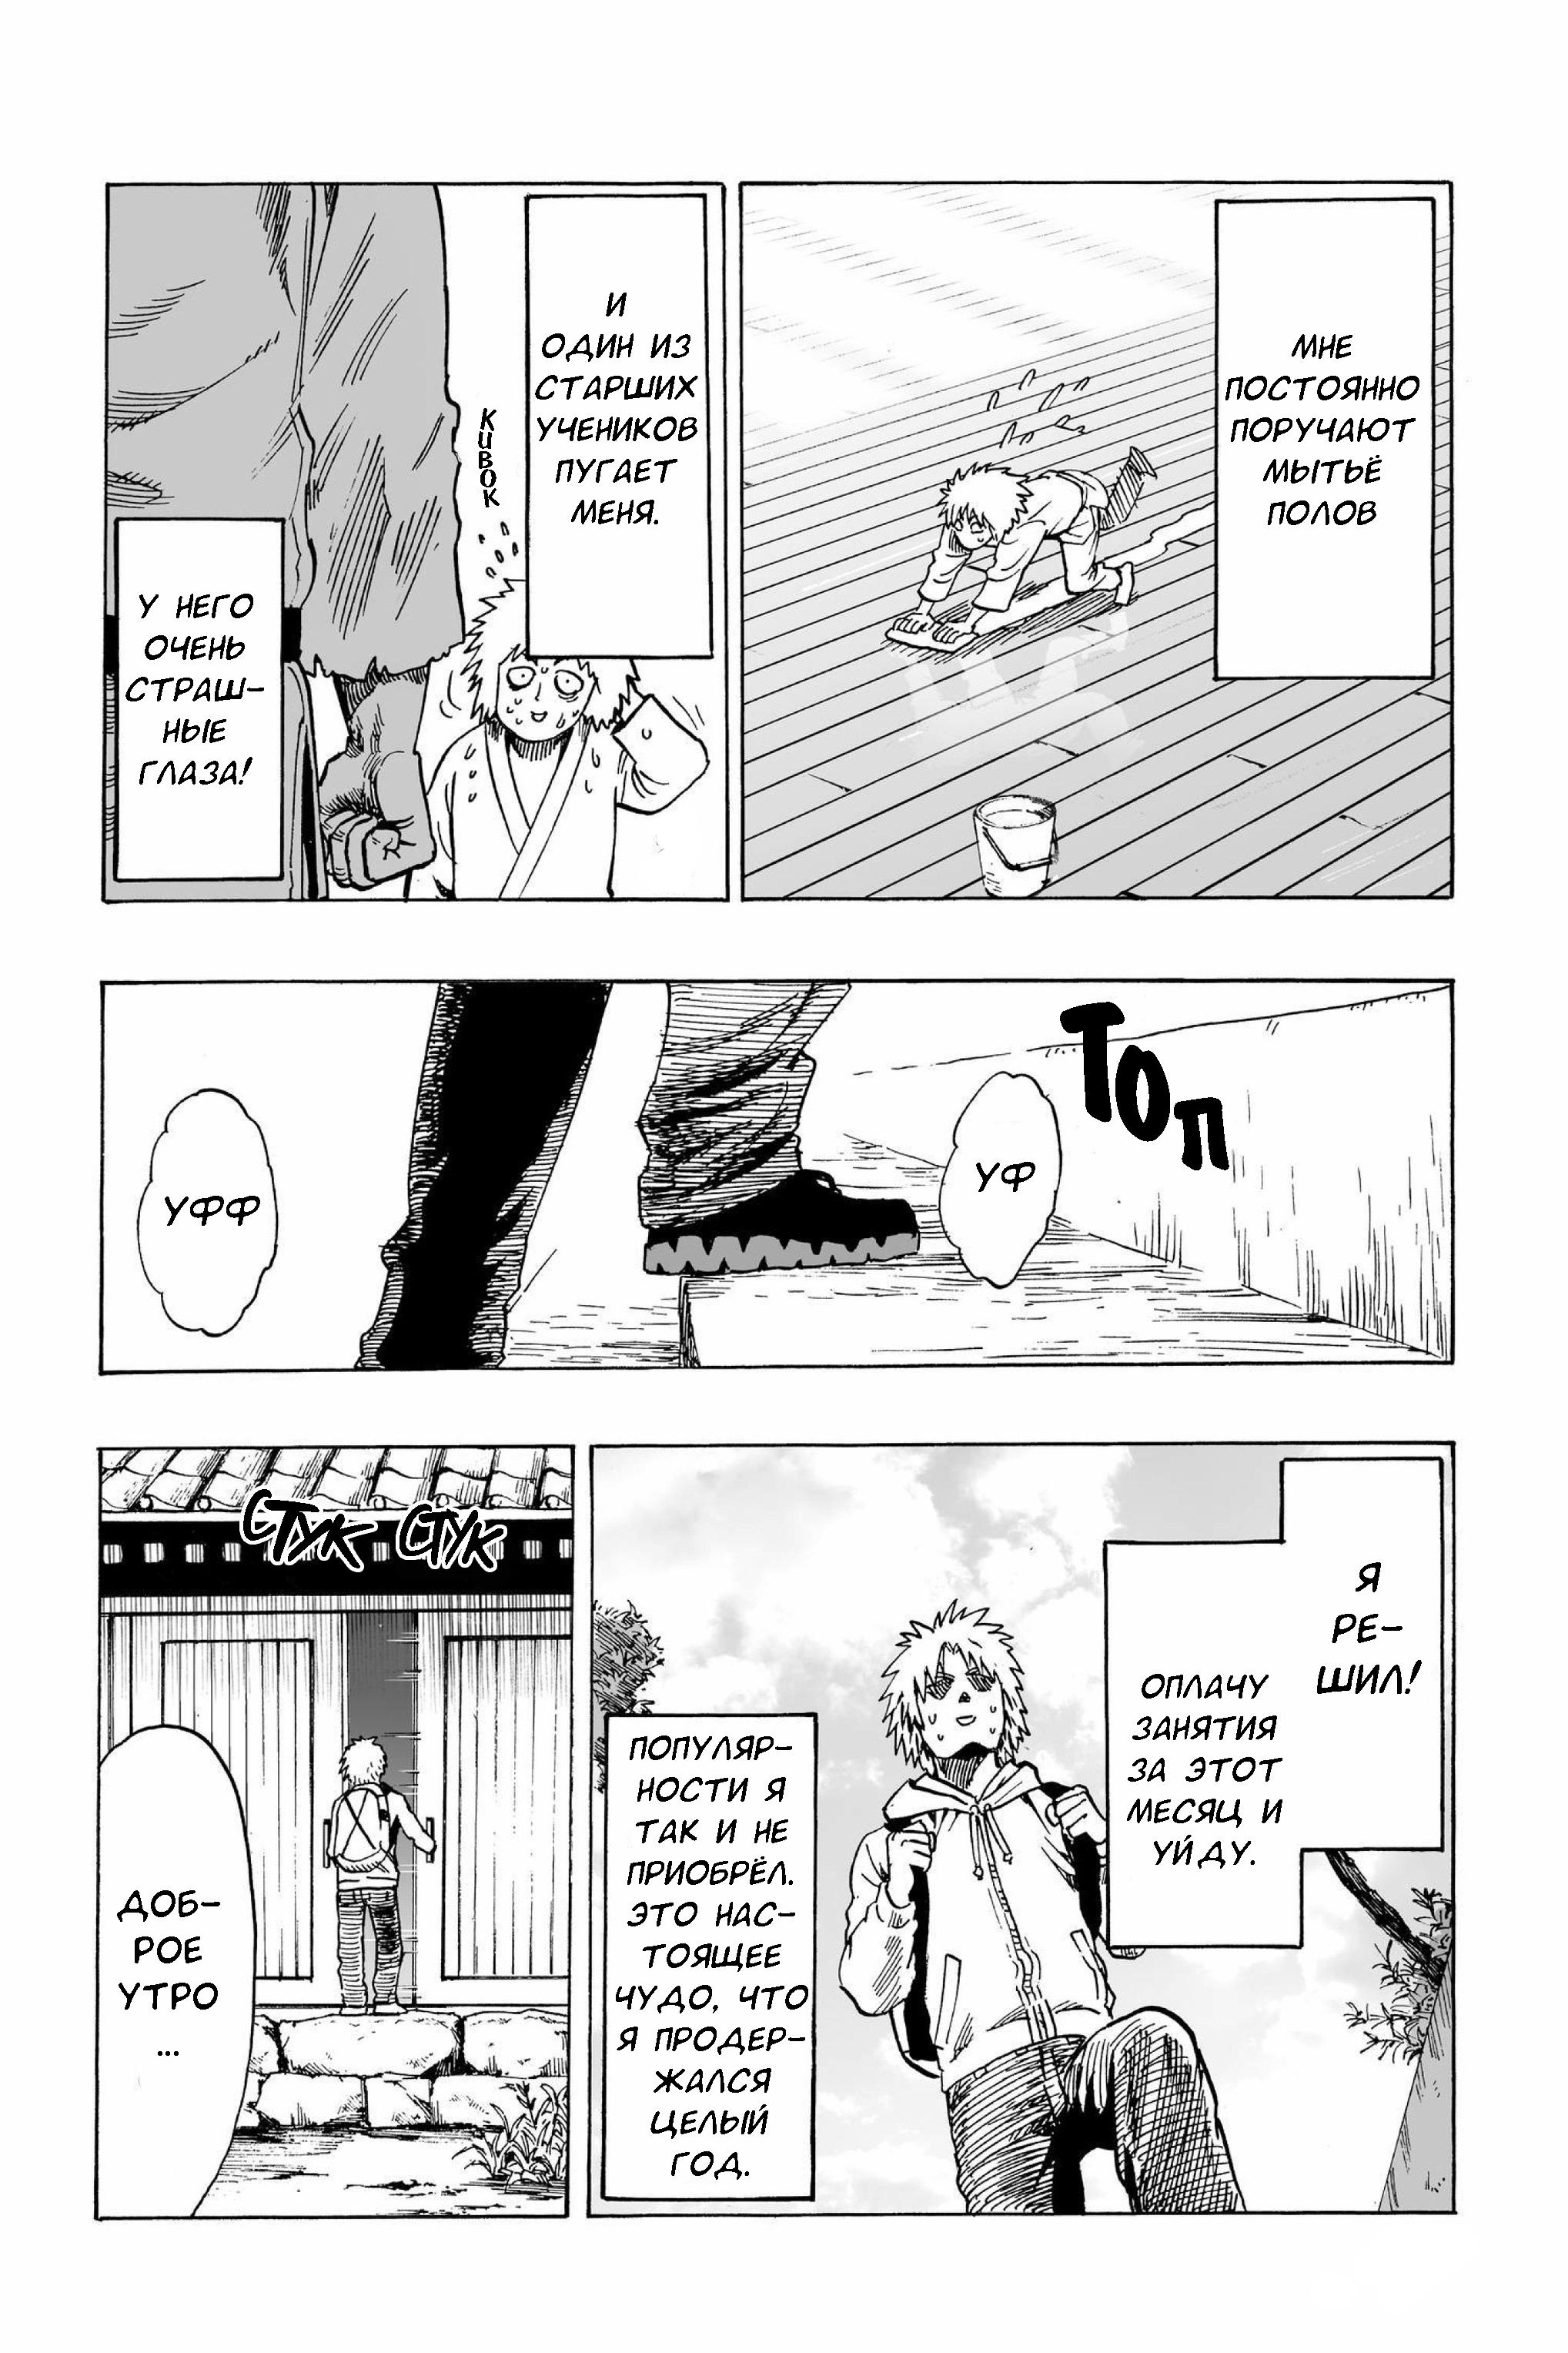 МНЕ
ПОСТОЯННО
ПОРУЧАЮТ
МЫТЬЁ
ПОЛОВ
И
ОДИН ИЗ
СТАРШИХ
УЧЕНИКОВ
ПУГАЕТ
МЕНЯ.
КИВОК
У НЕГО
ОЧЕНЬ
СТРАШ-
НЫЕ
ГЛАЗА!
ТОП
УФ
УФФ
Я
РЕ-
ШИЛ!
ОПЛАЧУ
ЗАНЯТИЯ
ЗА ЭТОТ
МЕСЯЦ И
УЙДУ.
ПОПУЛЯР-
НОСТИ Я
ТАК И НЕ
ПРИОБРЁЛ.
ЭТО НАС-
ТОЯЩЕЕ
ЧУДО, ЧТО
Я ПРОДЕР-
ЖАЛСЯ
ЦЕЛЫЙ
ГОД.
СТУК СТУК
ДОБ-
РОЕ
УТРО
...